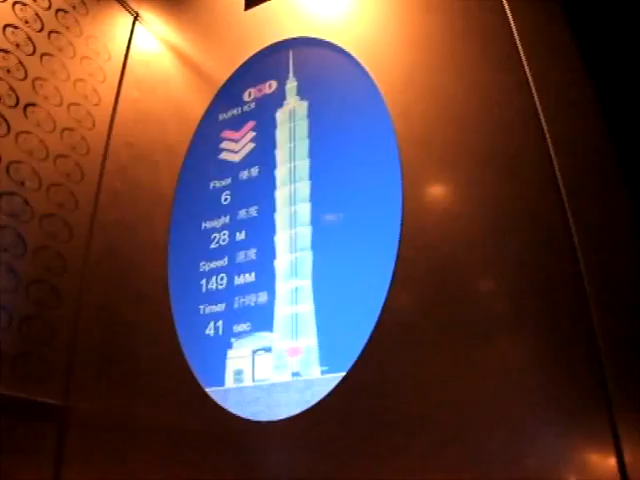 TAIPEI 101
Floor 樓層
6
Height 高度
28 M
Speed 速度
149 M/M
Timer 計時器
41 sec